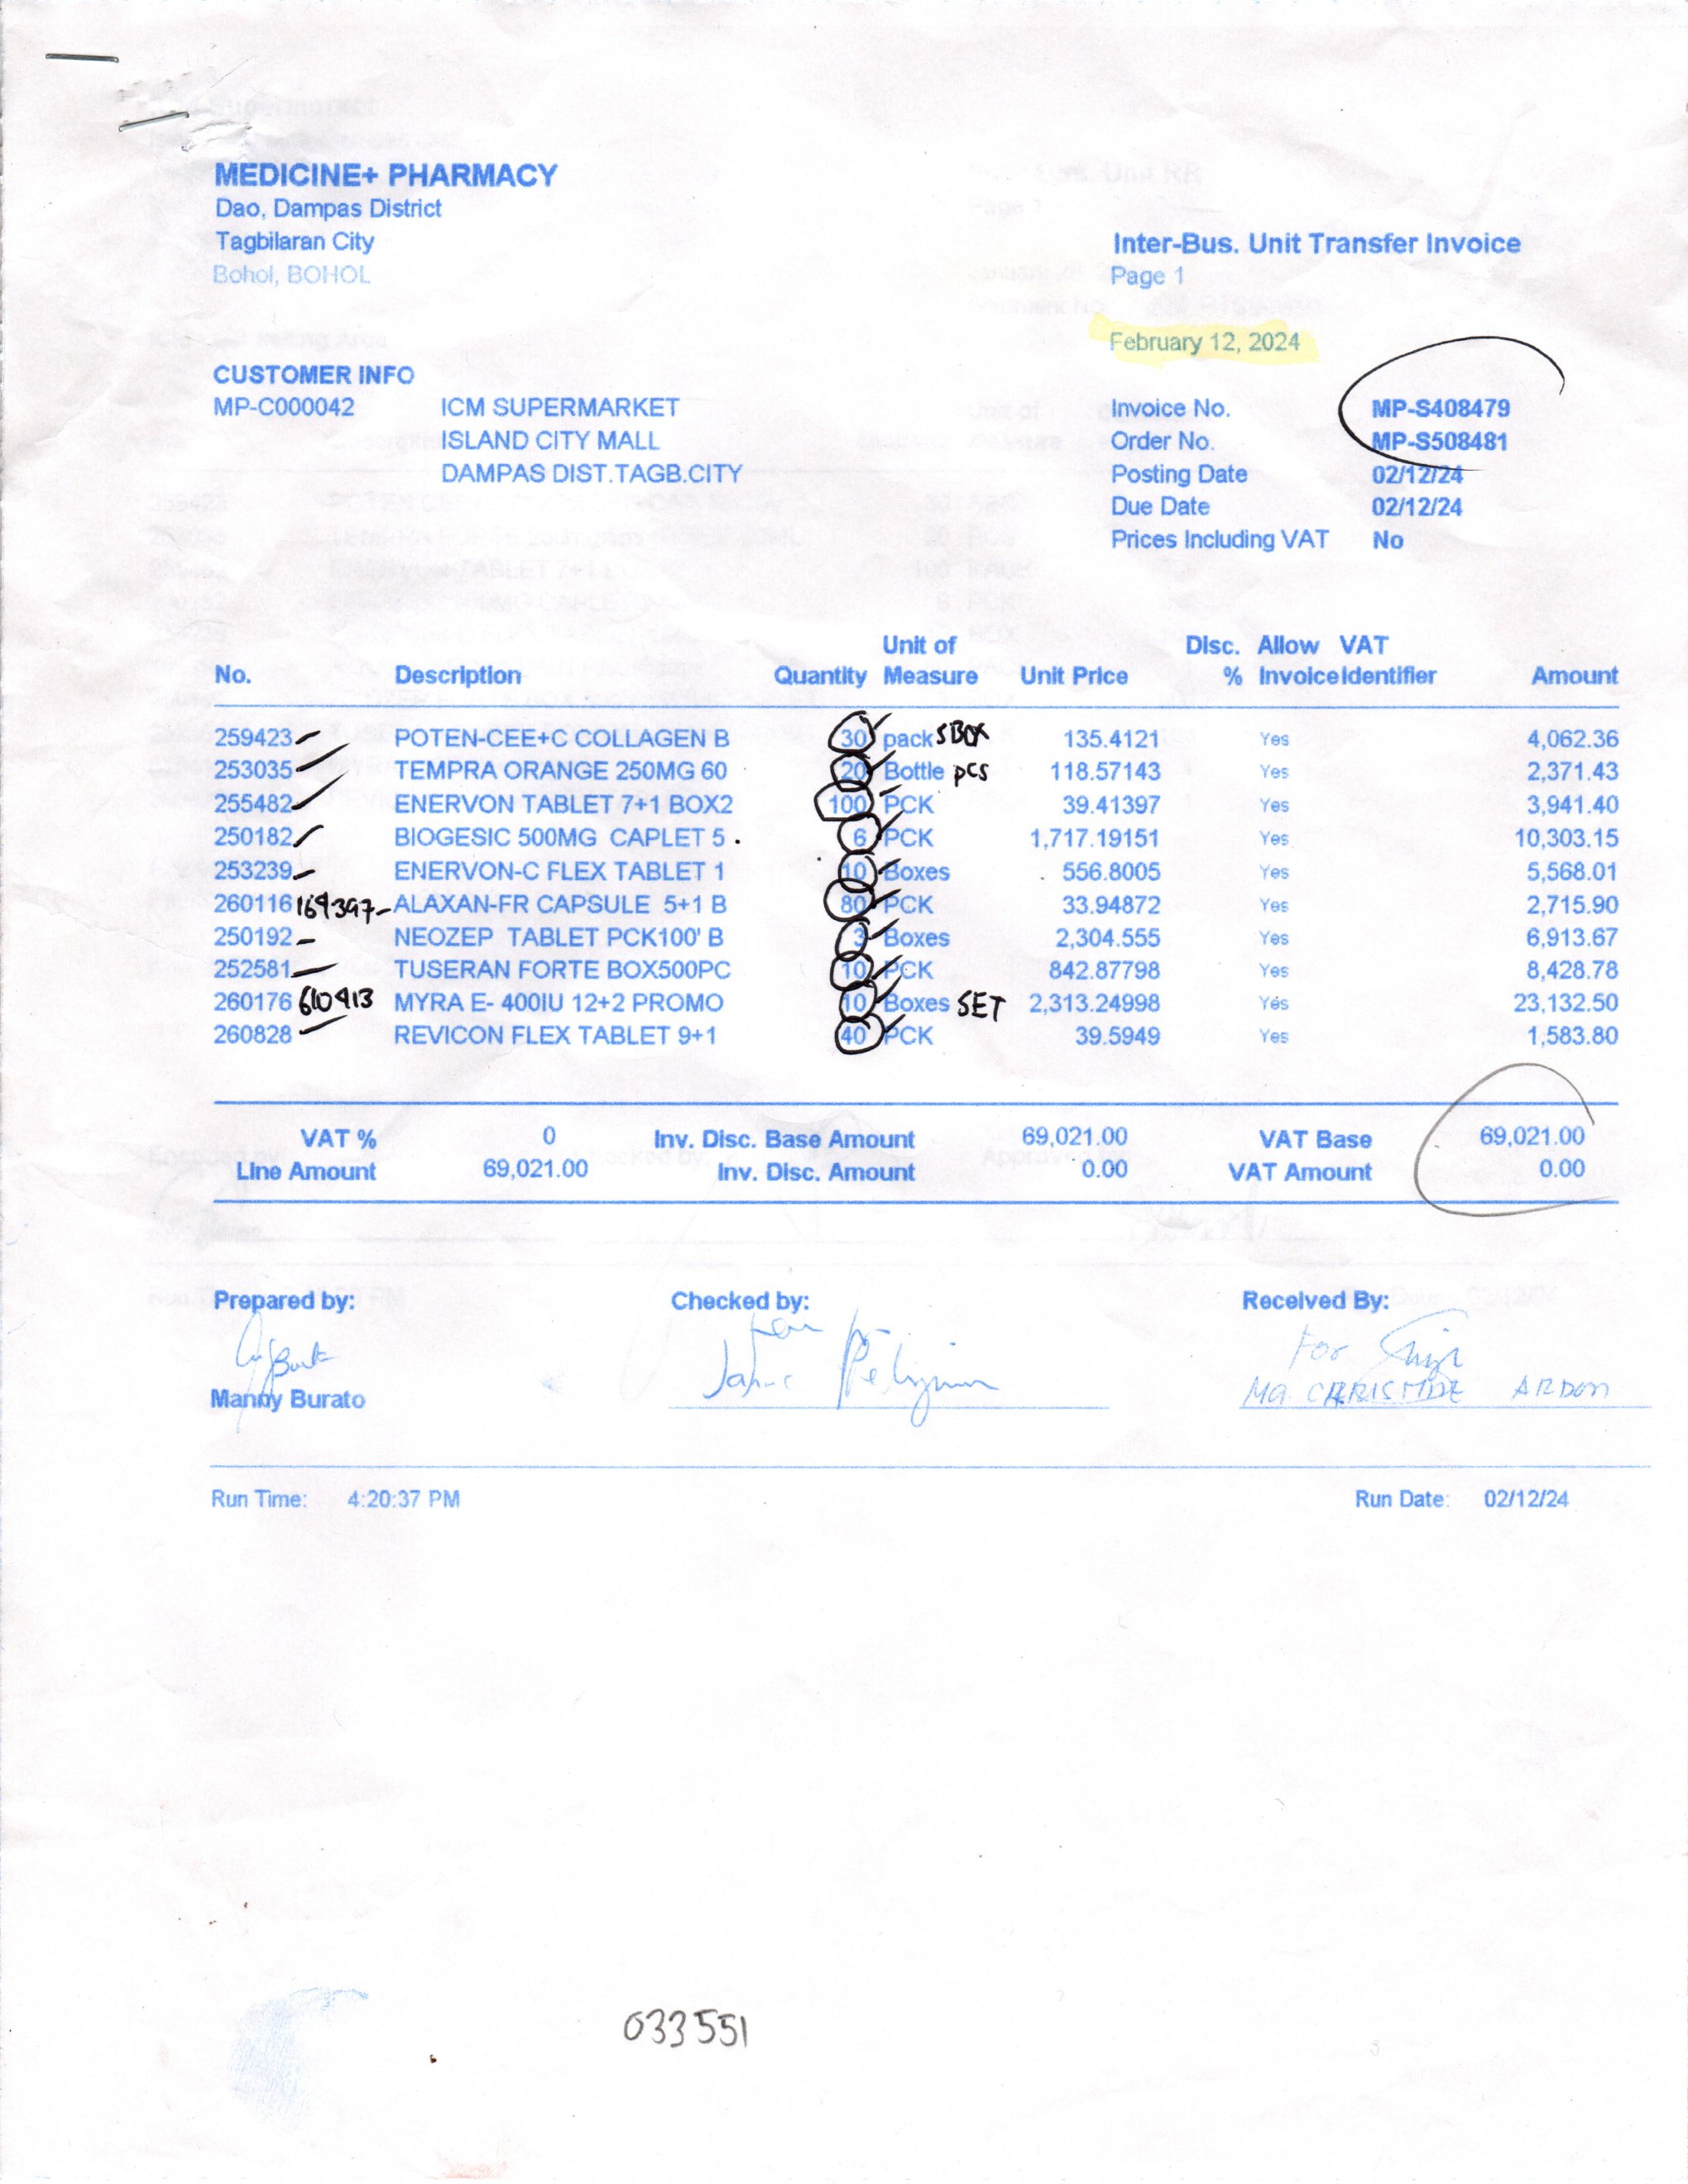 MEDICINE+ PHARMACY
Dao, Dampas District
Tagbilaran City
Bohol, BOHOL
Inter-Bus. Unit Transfer Invoice
Page 1
February 12, 2024
CUSTOMER INFO
MP-C000042 ICM SUPERMARKET
ISLAND CITY MALL
DAMPAS DIST.TAGB.CITY
Invoice No. MP-S408479
Order No. MP-S508481
Posting Date 02/12/24
Due Date 02/12/24
Prices Including VAT No
No. Description Quantity Unit of Measure Unit Price Disc. % Allow Invoice VAT Identifier Amount
259423 POTEN-CEE+C COLLAGEN B 30 pack SBOX 135.4121 Yes 4,062.36
253035 TEMPRA ORANGE 250MG 60 20 Bottle pcs 118.57143 Yes 2,371.43
255482 ENERVON TABLET 7+1 BOX2 100 PCK 39.41397 Yes 3,941.40
250182 BIOGESIC 500MG CAPLET 5 6 PCK 1,717.19151 Yes 10,303.15
253239 ENERVON-C FLEX TABLET 1 10 Boxes 556.8005 Yes 5,568.01
260116 169397 ALAXAN-FR CAPSULE 5+1 B 80 PCK 33.94872 Yes 2,715.90
250192 NEOZEP TABLET PCK100' B 3 Boxes 2,304.555 Yes 6,913.67
252581 TUSERAN FORTE BOX500PC 10 PCK 842.87798 Yes 8,428.78
260176 610913 MYRA E- 400IU 12+2 PROMO 10 Boxes SET 2,313.24998 Yes 23,132.50
260828 REVICON FLEX TABLET 9+1 40 PCK 39.5949 Yes 1,583.80
VAT % 0 Inv. Disc. Base Amount 69,021.00 VAT Base 69,021.00
Line Amount 69,021.00 Inv. Disc. Amount 0.00 VAT Amount 0.00
Prepared by: Checked by: Received By:
For
Manny Burato
MA. CHRISTINE ARDON
Run Time: 4:20:37 PM Run Date: 02/12/24
033551